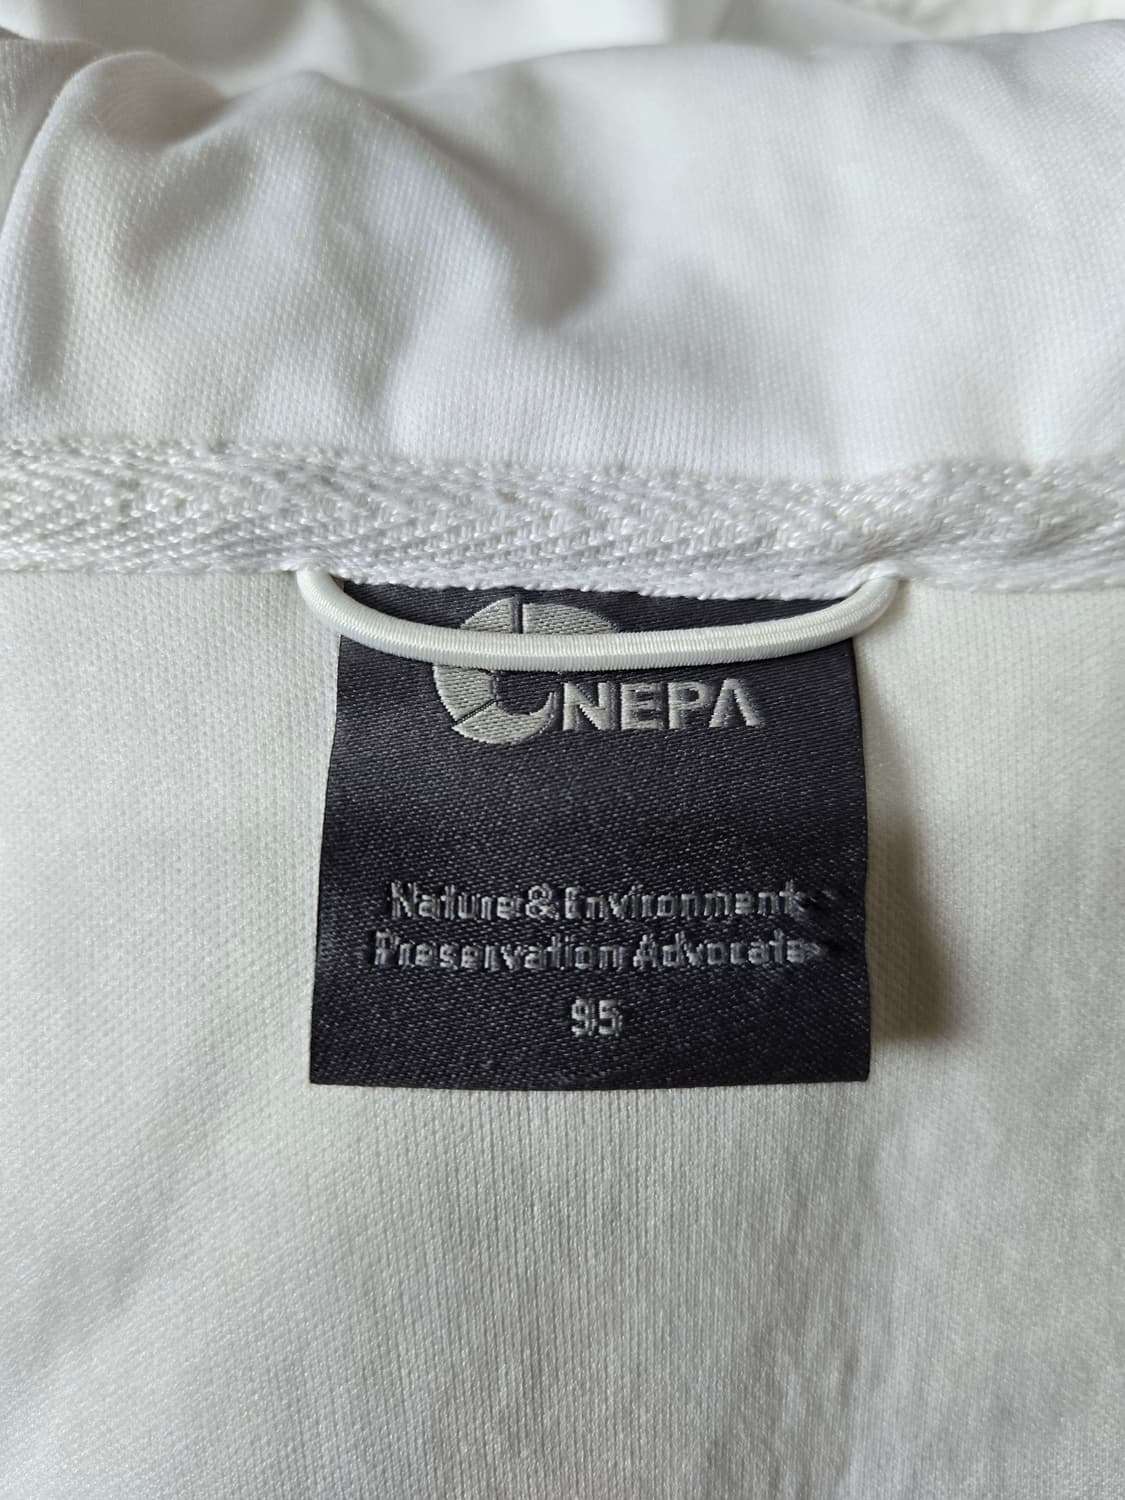 NEPA
Nature & Environment
Preservation Advocate
95